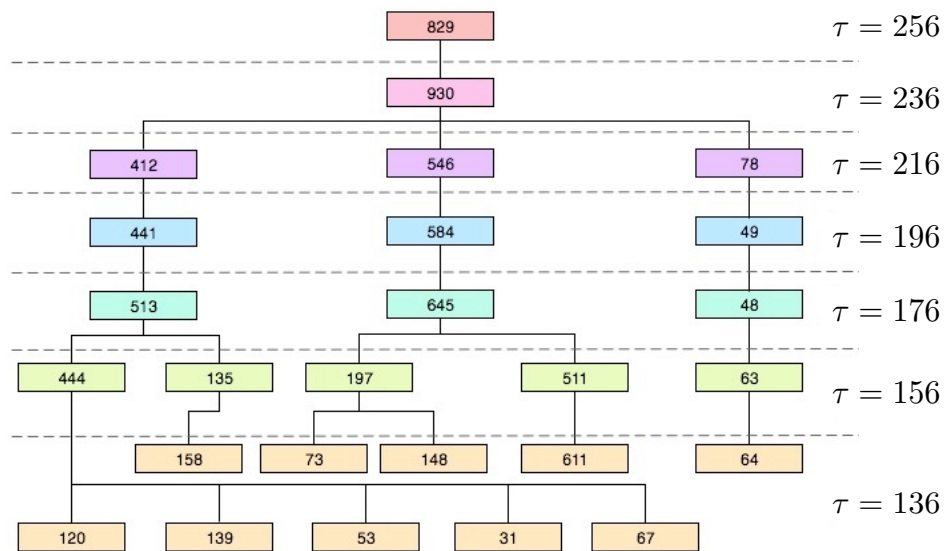 829 τ = 256
930 τ = 236
412 546 78 τ = 216
441 584 49 τ = 196
513 645 48 τ = 176
444 135 197 511 63 τ = 156
158 73 148 611 64
τ = 136
120 139 53 31 67